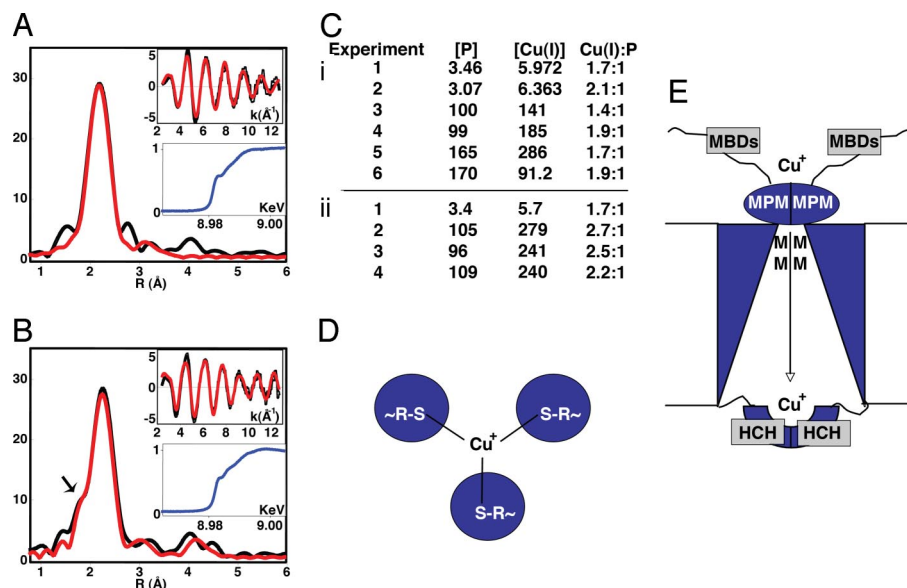 A
30
20
10
0
1 2 3 4 5 6
R (Å)
5
0
-5
k(Å⁻¹)
2 4 6 8 10 12
1
0
KeV
8.98 9.00
B
30
20
10
0
1 2 3 4 5 6
R (Å)
5
0
-5
k(Å⁻¹)
2 4 6 8 10 12
1
0
KeV
8.98 9.00
C
Experiment [P] [Cu(I)] Cu(I):P
i
1 3.46 5.972 1.7:1
2 3.07 6.363 2.1:1
3 100 141 1.4:1
4 99 185 1.9:1
5 165 286 1.7:1
6 170 91.2 1.9:1
ii
1 3.4 5.7 1.7:1
2 105 279 2.7:1
3 96 241 2.5:1
4 109 240 2.2:1
D
~R-S S-R~
Cu⁺
S-R~
E
MBDs MBDs
Cu⁺
MPM MPM
M M
M M
Cu⁺
HCH HCH